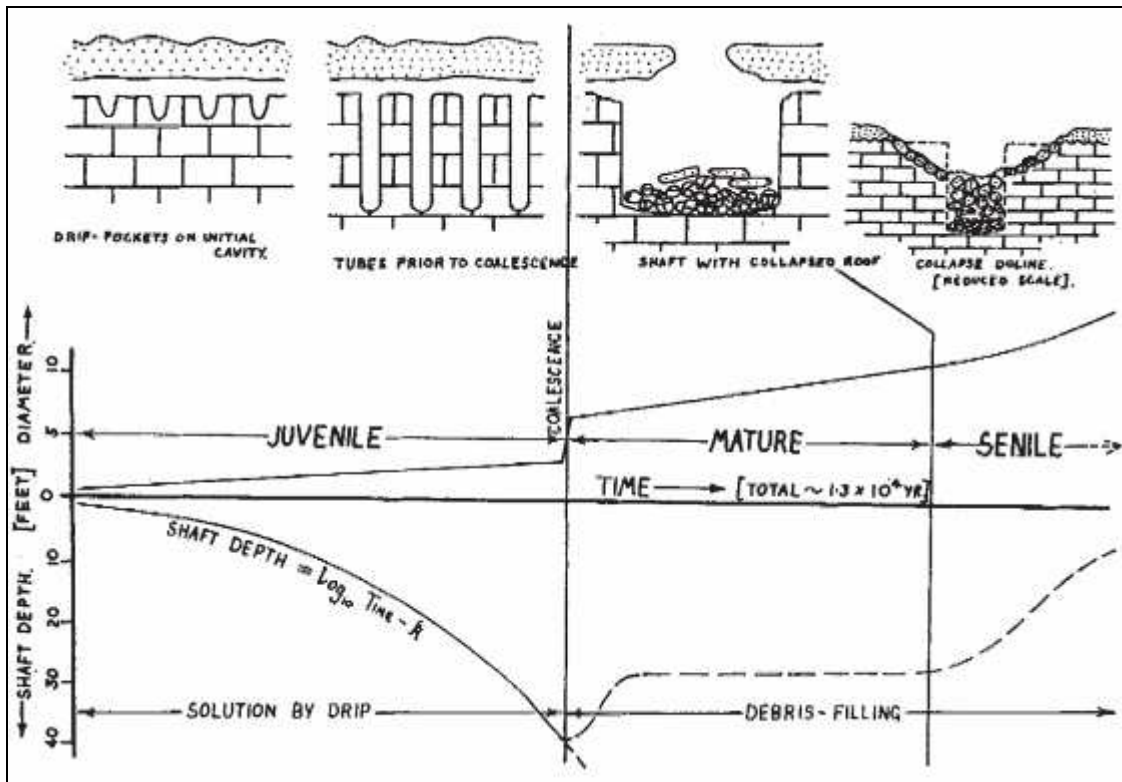 DRIP-POCKETS ON INITIAL
CAVITY.
TUBES PRIOR TO COALESCENCE
SHAFT WITH COLLAPSED ROOF
COLLAPSE DOLINE.
[REDUCED SCALE].
COALESCENCE
DIAMETER
[FEET]
SHAFT DEPTH.
10
5
0
10
20
30
40
JUVENILE
MATURE
SENILE
TIME [TOTAL ~ 1.3 × 10⁴ YR]
SHAFT DEPTH = Log₁₀ TIME - k
SOLUTION BY DRIP
DEBRIS-FILLING